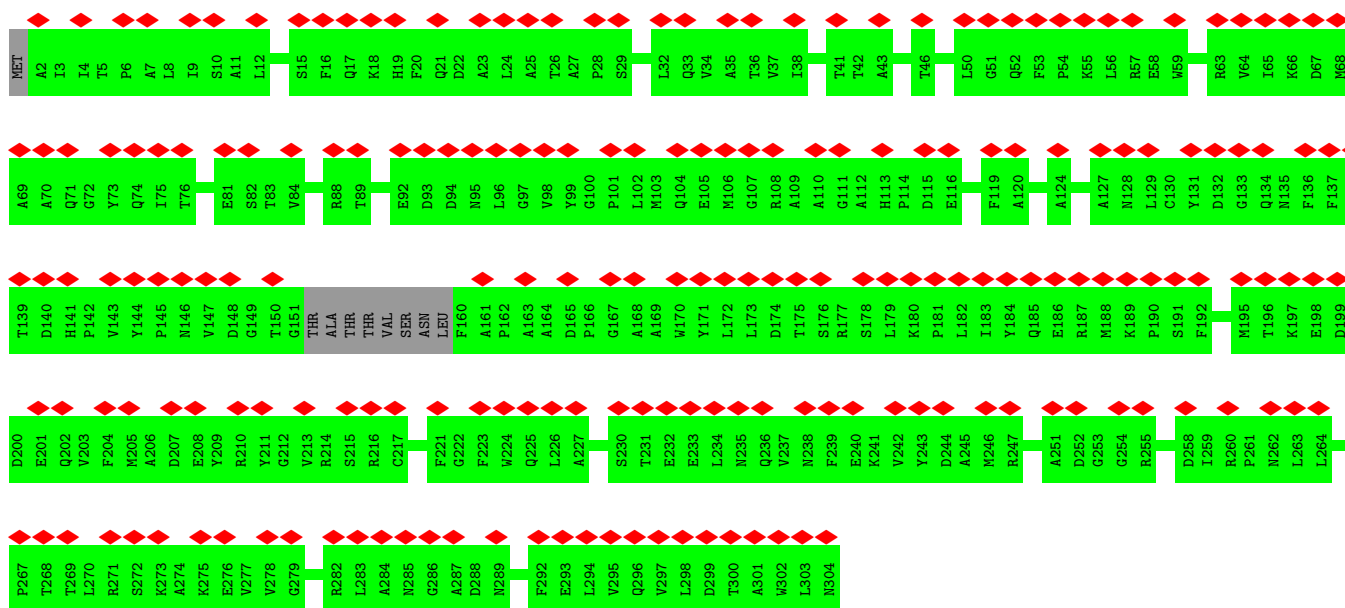 MET A2 I3 I4 T5 P6 A7 L8 I9 S10 A11 L12 S15 F16 Q17 K18 H19 F20 Q21 D22 A23 L24 A25 T26 A27 P28 S29 L32 Q33 V34 A35 T36 V37 I38 T41 T42 A43 T46 L50 G51 Q52 F53 P54 K55 L56 R57 E58 W59 R63 V64 I65 K66 D67 M68
A69 A70 Q71 G72 Y73 Q74 I75 T76 E81 S82 T83 V84 R88 T89 E92 D93 D94 N95 L96 G97 V98 Y99 G100 P101 L102 M103 Q104 E105 M106 G107 R108 A109 A110 G111 A112 H113 P114 D115 E116 F119 A120 A124 A127 N128 L129 C130 Y131 D132 G133 Q134 N135 F136 F137
T139 D140 H141 P142 V143 Y144 P145 N146 V147 D148 G149 T150 G151 THR ALA THR THR VAL SER ASN LEU F160 A161 P162 A163 A164 D165 P166 G167 A168 A169 W170 Y171 L172 L173 D174 T175 S176 R177 S178 L179 K180 P181 L182 I183 Y184 Q185 E186 R187 M188 K189 P190 S191 F192 M195 T196 K197 E198 D199
D200 E201 Q202 V203 F204 M205 A206 D207 E208 Y209 R210 Y211 G212 V213 R214 S215 R216 C217 F221 G222 F223 W224 Q225 L226 A227 S230 T231 E232 E233 L234 N235 Q236 V237 N238 F239 E240 K241 V242 Y243 D244 A245 M246 R247 A251 D252 G253 G254 R255 D258 I259 R260 P261 N262 L263 L264
P267 T268 T269 L270 R271 S272 K273 A274 K275 E276 V277 V278 G279 R282 L283 A284 N285 G286 A287 D288 N289 F292 E293 L294 V295 Q296 V297 L298 D299 T300 A301 W302 L303 N304